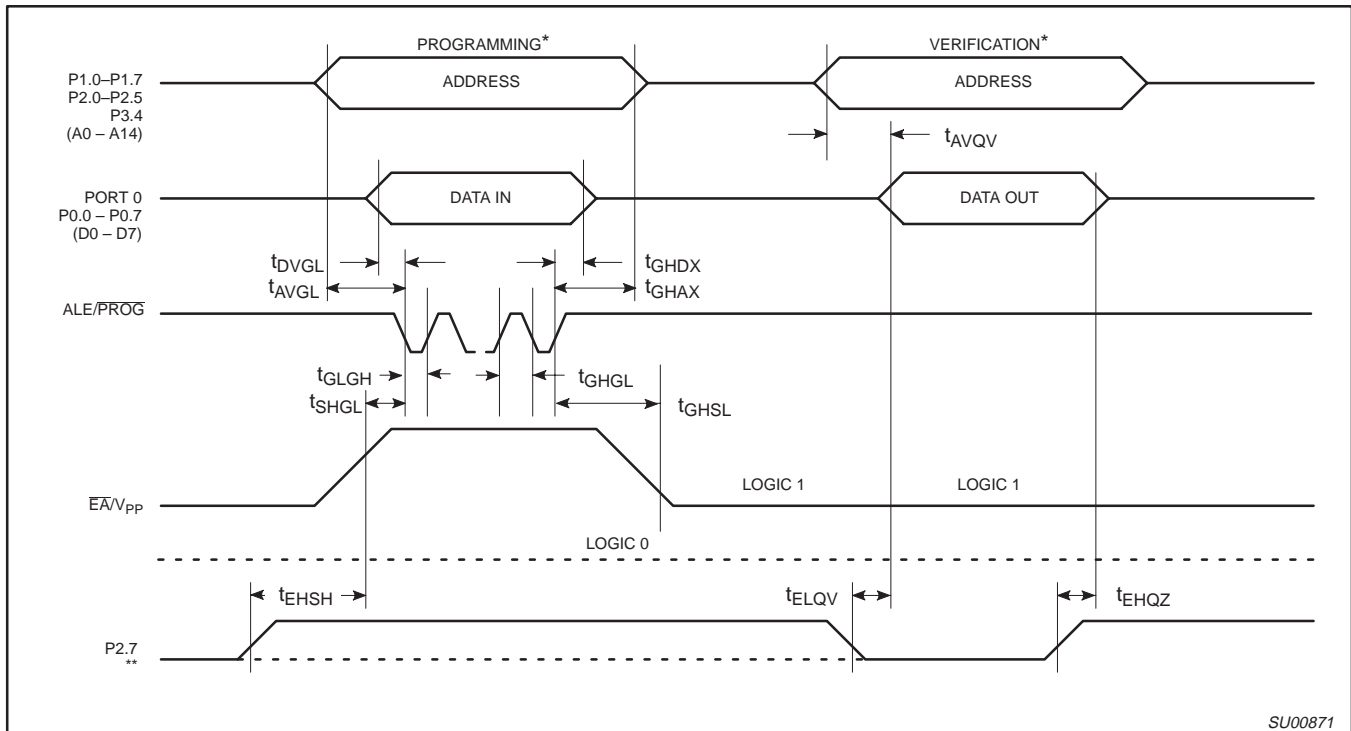 PROGRAMMING*
VERIFICATION*
P1.0–P1.7
P2.0–P2.5
P3.4
(A0 – A14)
ADDRESS
ADDRESS
tAVQV
PORT 0
P0.0 – P0.7
(D0 – D7)
DATA IN
DATA OUT
tDVGL
tGHDX
tAVGL
tGHAX
ALE/PROG
tGLGH
tGHGL
tSHGL
tGHSL
LOGIC 1
LOGIC 1
EA/VPP
LOGIC 0
tEHSH
tELQV
tEHQZ
P2.7
**
SU00871